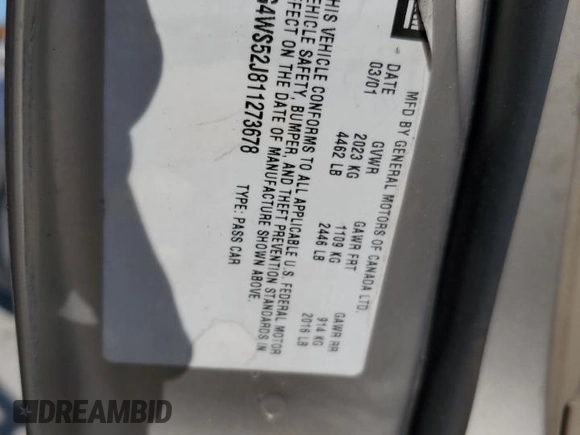 MFD BY GENERAL MOTORS OF CANADA LTD.
DATE GVWR GAWR FRT GAWR RR
03/01 2023 KG 1109 KG 914 KG
4462 LB 2446 LB 2016 LB
THIS VEHICLE CONFORMS TO ALL APPLICABLE U.S. FEDERAL MOTOR
VEHICLE SAFETY, BUMPER, AND THEFT PREVENTION STANDARDS IN
EFFECT ON THE DATE OF MANUFACTURE SHOWN ABOVE.
G4WS52J811273678 TYPE: PASS CAR
DREAMBID